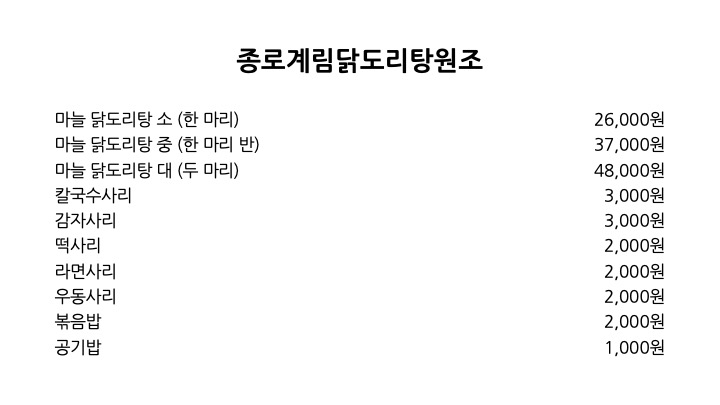 종로계림닭도리탕원조
마늘 닭도리탕 소 (한 마리) 26,000원
마늘 닭도리탕 중 (한 마리 반) 37,000원
마늘 닭도리탕 대 (두 마리) 48,000원
칼국수사리 3,000원
감자사리 3,000원
떡사리 2,000원
라면사리 2,000원
우동사리 2,000원
볶음밥 2,000원
공기밥 1,000원